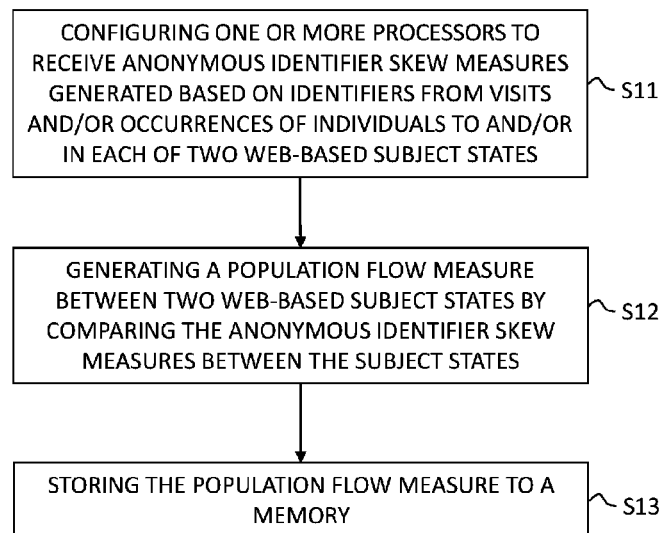 CONFIGURING ONE OR MORE PROCESSORS TO
RECEIVE ANONYMOUS IDENTIFIER SKEW MEASURES
GENERATED BASED ON IDENTIFIERS FROM VISITS
AND/OR OCCURRENCES OF INDIVIDUALS TO AND/OR
IN EACH OF TWO WEB-BASED SUBJECT STATES
S11
GENERATING A POPULATION FLOW MEASURE
BETWEEN TWO WEB-BASED SUBJECT STATES BY
COMPARING THE ANONYMOUS IDENTIFIER SKEW
MEASURES BETWEEN THE SUBJECT STATES
S12
STORING THE POPULATION FLOW MEASURE TO A
MEMORY
S13